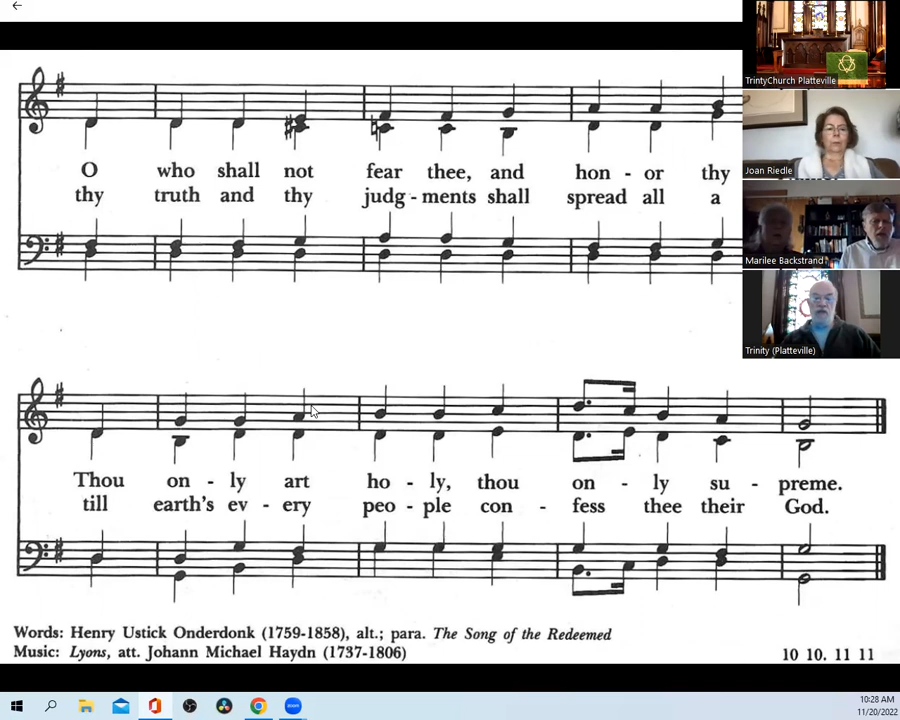 O who shall not fear thee, and hon - or thy
thy truth and thy judg - ments shall spread all a
Thou on - ly art ho - ly, thou on - ly su - preme.
till earth's ev - ery peo - ple con - fess thee their God.
Words: Henry Ustick Onderdonk (1759-1858), alt.; para. The Song of the Redeemed
Music: Lyons, att. Johann Michael Haydn (1737-1806)
10 10. 11 11
TrintyChurch Platteville
Joan Riedle
Marilee Backstrand
Trinity (Platteville)
10:28 AM
11/20/2022